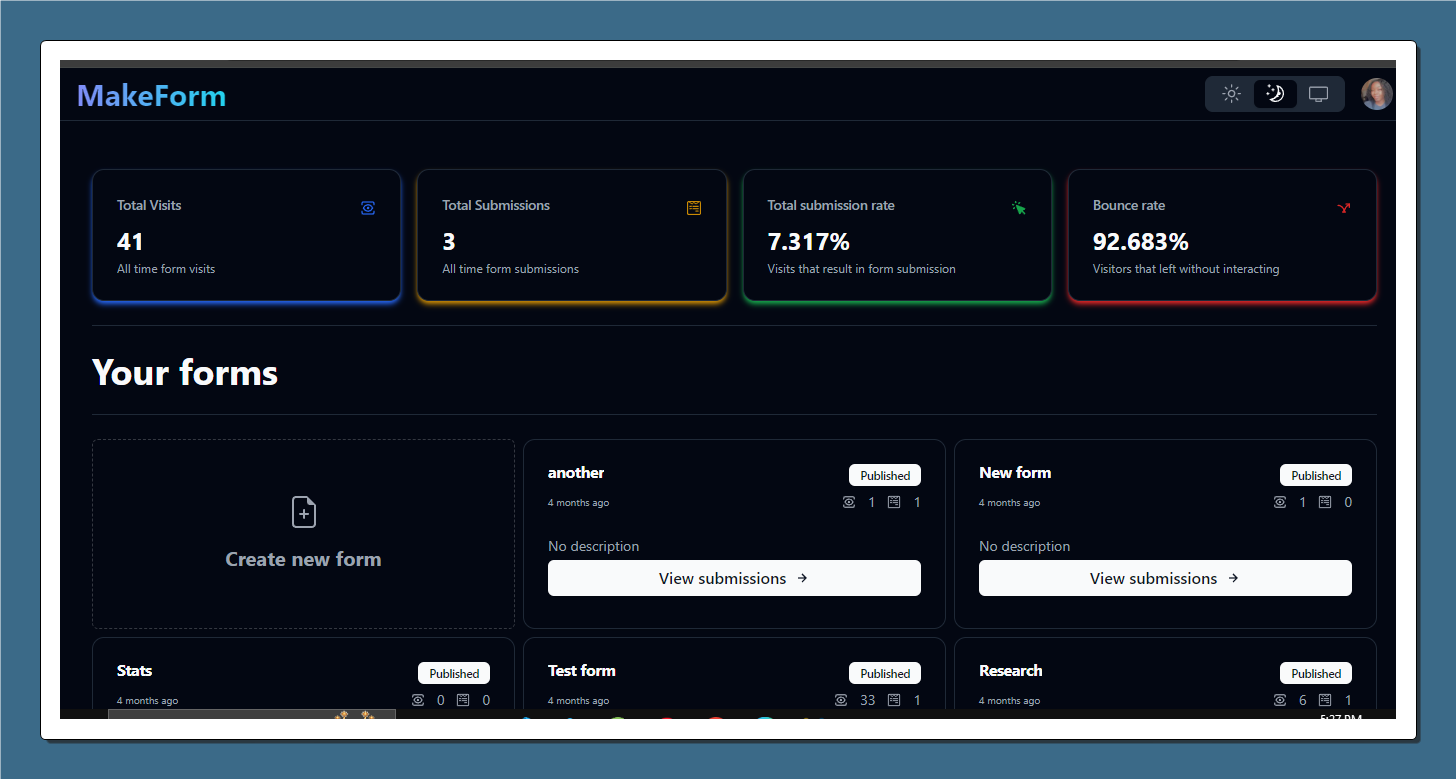 MakeForm
Total Visits
41
All time form visits
Total Submissions
3
All time form submissions
Total submission rate
7.317%
Visits that result in form submission
Bounce rate
92.683%
Visitors that left without interacting
Your forms
Create new form
another
Published
4 months ago
1 1
No description
View submissions →
New form
Published
4 months ago
1 0
No description
View submissions →
Stats
Published
4 months ago
0 0
Test form
Published
4 months ago
33 1
Research
Published
4 months ago
6 1
5:27 PM